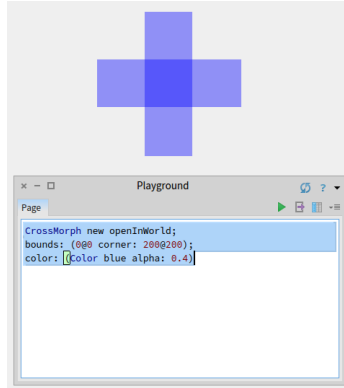 Playground
?
Page
CrossMorph new openInWorld;
bounds: (0@0 corner: 200@200);
color: (Color blue alpha: 0.4)